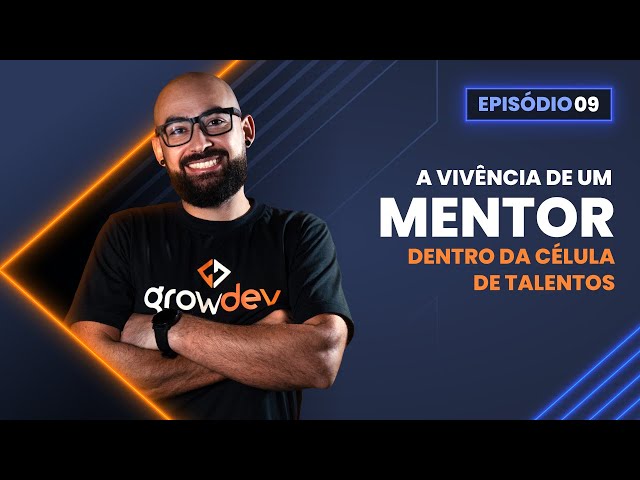 EPISÓDIO 09
A VIVÊNCIA DE UM
MENTOR
DENTRO DA CÉLULA
DE TALENTOS
growdev